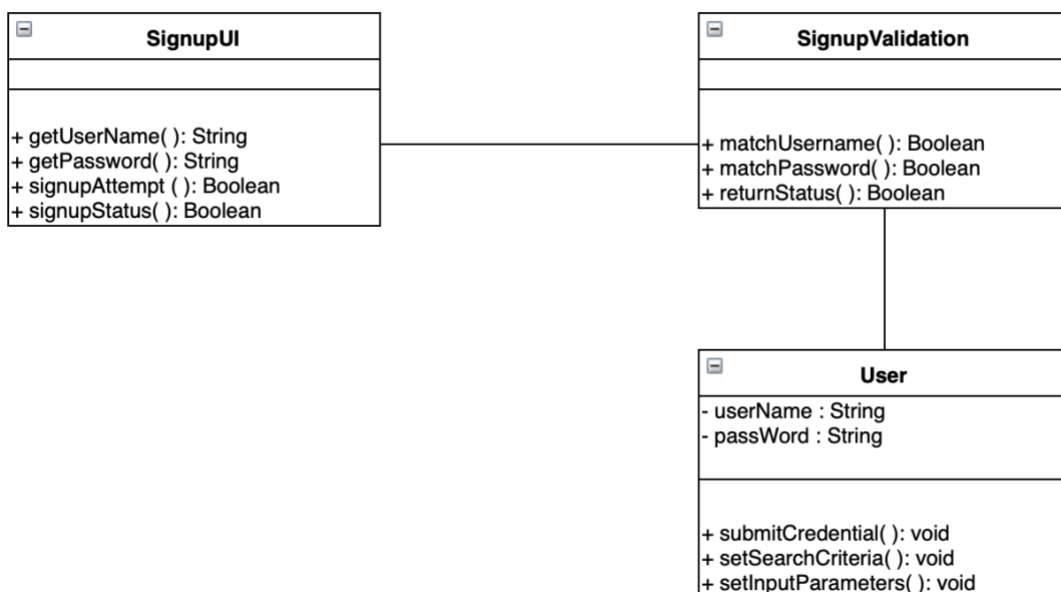 SignupUI
+ getUserName( ): String
+ getPassword( ): String
+ signupAttempt ( ): Boolean
+ signupStatus( ): Boolean
SignupValidation
+ matchUsername( ): Boolean
+ matchPassword( ): Boolean
+ returnStatus( ): Boolean
User
- userName : String
- passWord : String
+ submitCredential( ): void
+ setSearchCriteria( ): void
+ setInputParameters( ): void